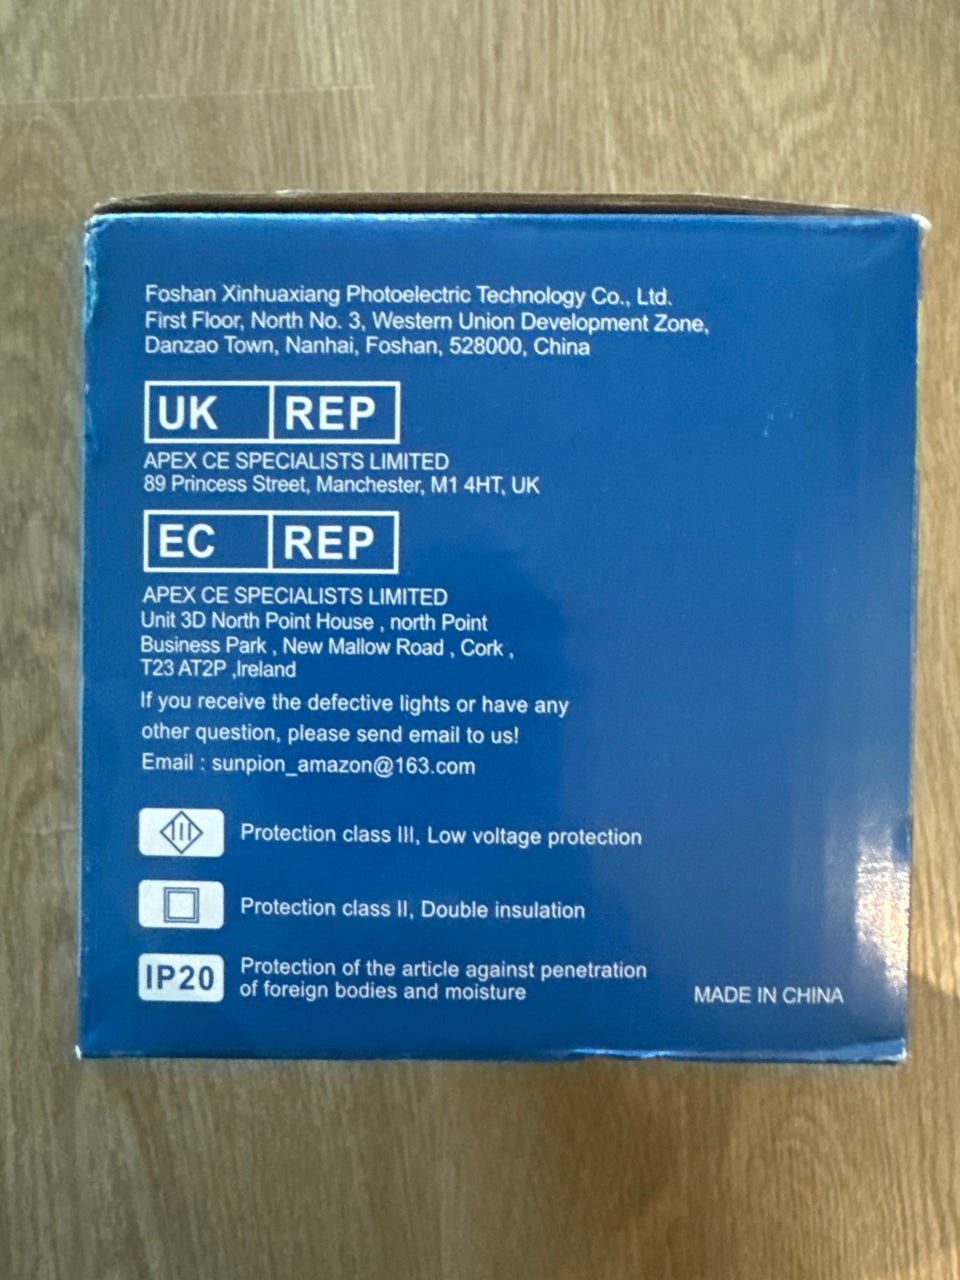 Foshan Xinhuaxiang Photoelectric Technology Co., Ltd.
First Floor, North No. 3, Western Union Development Zone,
Danzao Town, Nanhai, Foshan, 528000, China
UK REP
APEX CE SPECIALISTS LIMITED
89 Princess Street, Manchester, M1 4HT, UK
EC REP
APEX CE SPECIALISTS LIMITED
Unit 3D North Point House , north Point
Business Park , New Mallow Road , Cork ,
T23 AT2P ,Ireland
If you receive the defective lights or have any
other question, please send email to us!
Email : sunpion_amazon@163.com
III Protection class III, Low voltage protection
Protection class II, Double insulation
IP20 Protection of the article against penetration
of foreign bodies and moisture
MADE IN CHINA